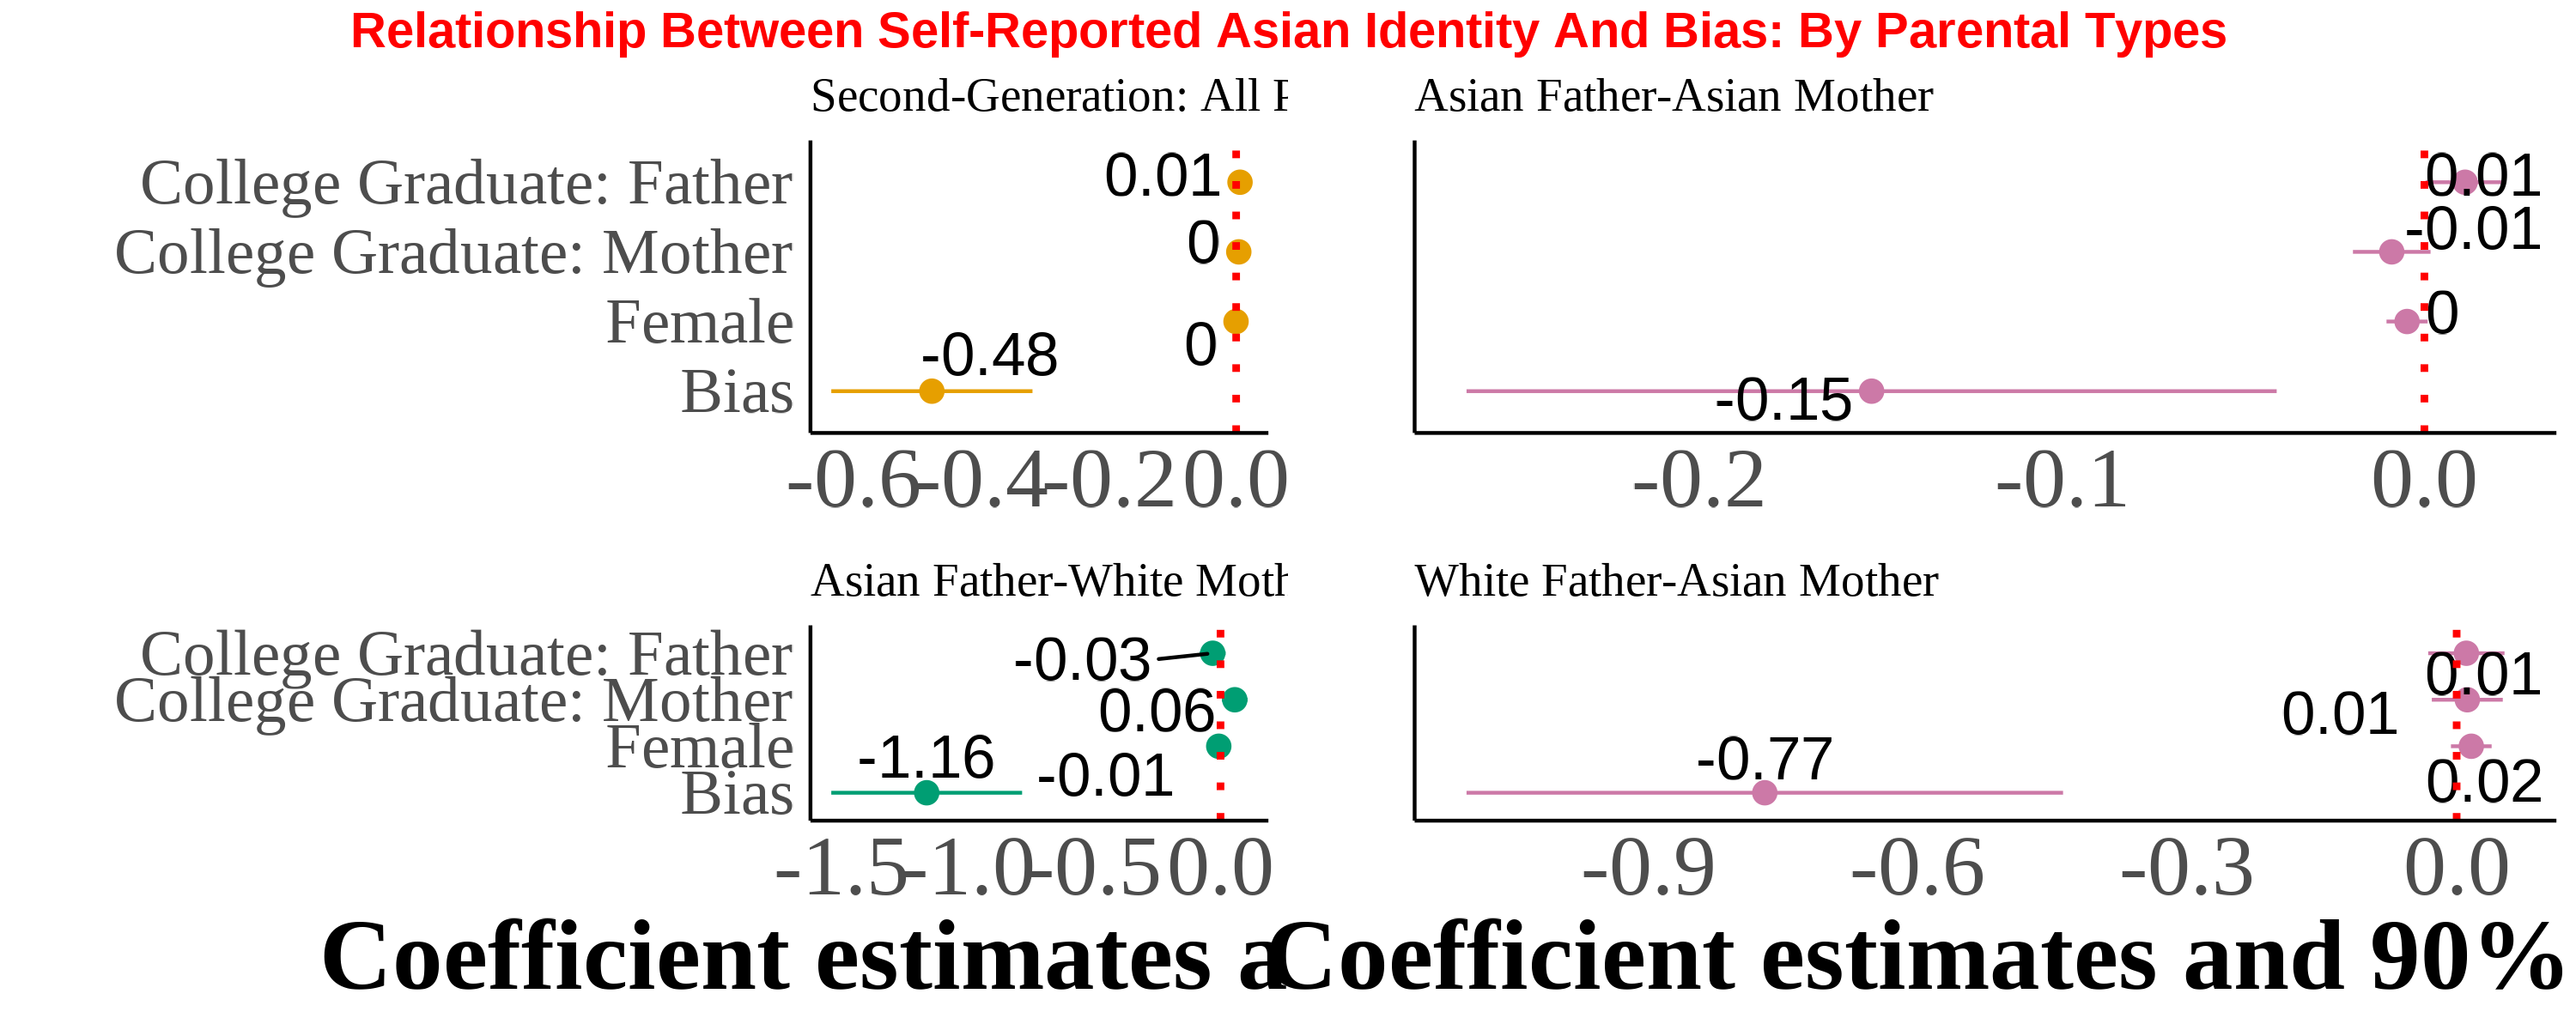 Relationship Between Self-Reported Asian Identity And Bias: By Parental Types
Second-Generation: All
Asian Father-Asian Mother
College Graduate: Father
College Graduate: Mother
Female
Bias
0.01
0
0
-0.48
0.01
-0.01
0
-0.15
-0.6
-0.4
-0.2
0.0
-0.2
-0.1
0.0
Asian Father-White Moth
White Father-Asian Mother
College Graduate: Father
College Graduate: Mother
Female
Bias
-0.03
0.06
-0.01
-1.16
0.01
0.01
0.02
-0.77
-1.5
-1.0
-0.5
0.0
-0.9
-0.6
-0.3
0.0
Coefficient estimates a
Coefficient estimates and 90%